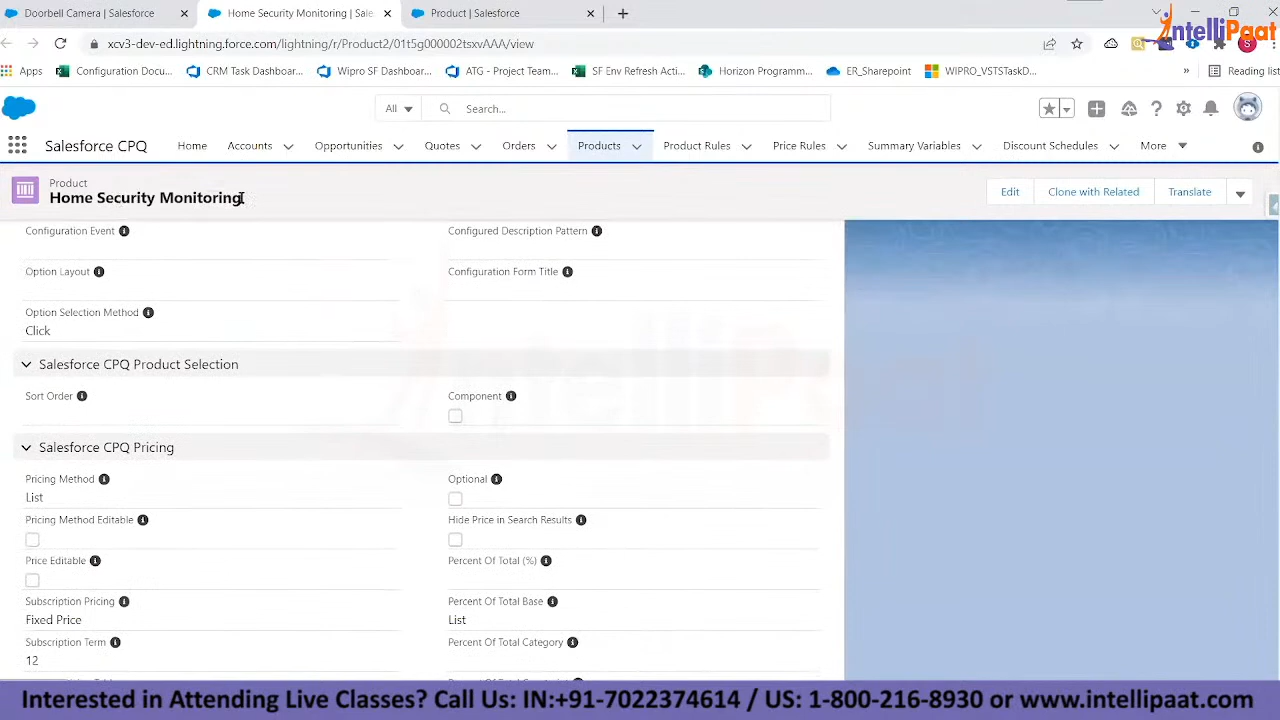 Doorbell Camera | Salesforce
Home Security Monitoring | Sale
Product | Salesforce
IntelliPaat
xcv3-dev-ed.lightning.force.com/lightning/r/Product2/
Apps
Configuration Docu...
CRM Task Dashboar...
Wipro SF Dashboard...
ATG - Project Team...
SF Env Refresh Acti...
Horizon Programm...
ER_Sharepoint
WIPRO_VSTSTaskD...
»
Reading list
All
Search...
Salesforce CPQ
Home
Accounts
Opportunities
Quotes
Orders
Products
Product Rules
Price Rules
Summary Variables
Discount Schedules
More
Product
Home Security Monitoring
Edit
Clone with Related
Translate
Configuration Event
Configured Description Pattern
Option Layout
Configuration Form Title
Option Selection Method
Click
Salesforce CPQ Product Selection
Sort Order
Component
Salesforce CPQ Pricing
Pricing Method
List
Optional
Pricing Method Editable
Hide Price in Search Results
Price Editable
Percent Of Total (%)
Subscription Pricing
Fixed Price
Percent Of Total Base
List
Subscription Term
12
Percent Of Total Category
Interested in Attending Live Classes? Call Us: IN:+91-7022374614 / US: 1-800-216-8930 or www.intellipaat.com